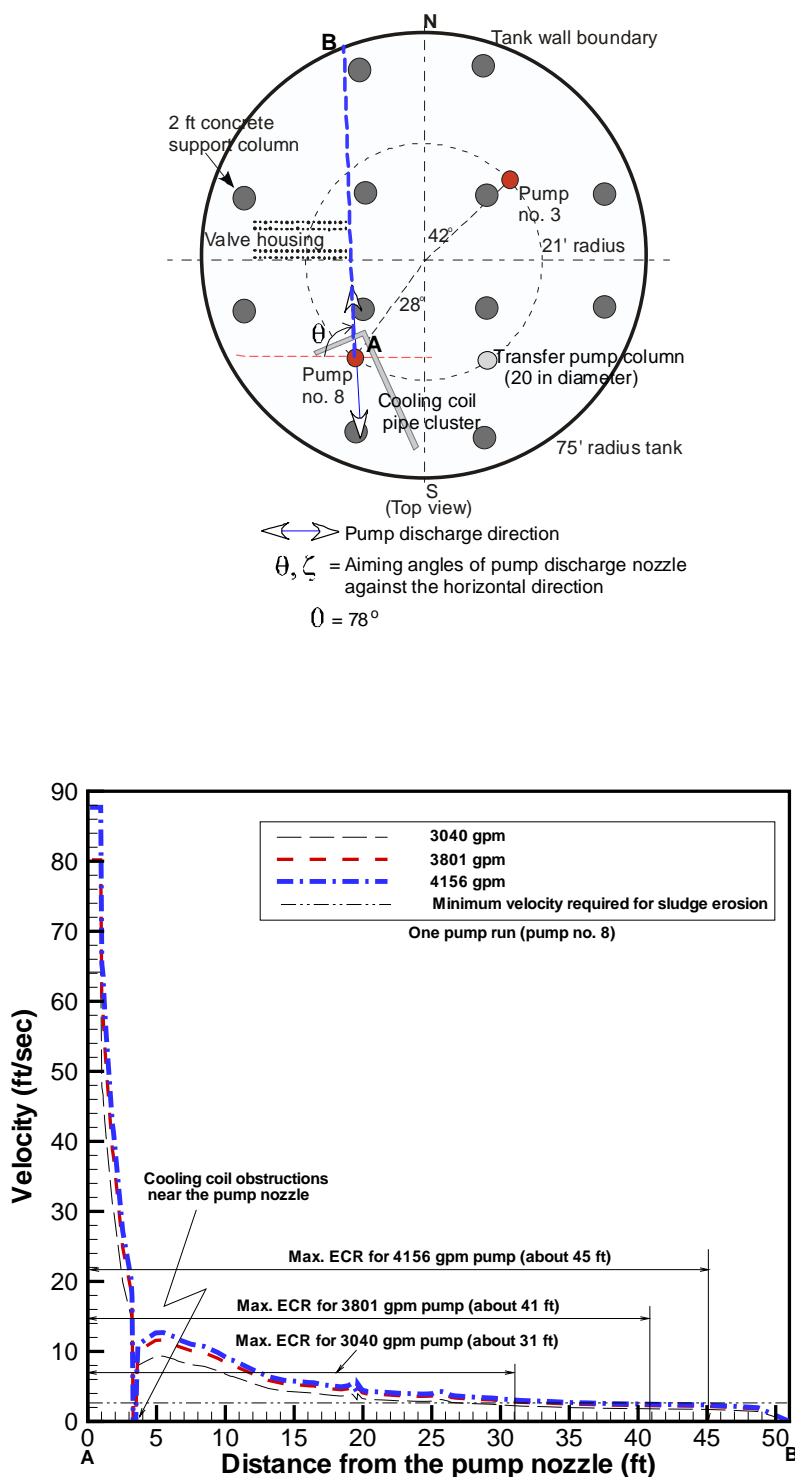 N
B
Tank wall boundary
2 ft concrete
support column
Pump
no. 3
42°
Valve housing
21' radius
28°
θ
A
Transfer pump column
(20 in diameter)
Pump
no. 8
Cooling coil
pipe cluster
75' radius tank
S
(Top view)
Pump discharge direction
θ, ζ = Aiming angles of pump discharge nozzle
against the horizontal direction
θ = 78°
90
80
70
60
50
40
30
20
10
0
Velocity (ft/sec)
3040 gpm
3801 gpm
4156 gpm
Minimum velocity required for sludge erosion
One pump run (pump no. 8)
Cooling coil obstructions
near the pump nozzle
Max. ECR for 4156 gpm pump (about 45 ft)
Max. ECR for 3801 gpm pump (about 41 ft)
Max. ECR for 3040 gpm pump (about 31 ft)
0 5 10 15 20 25 30 35 40 45 50
A B
Distance from the pump nozzle (ft)